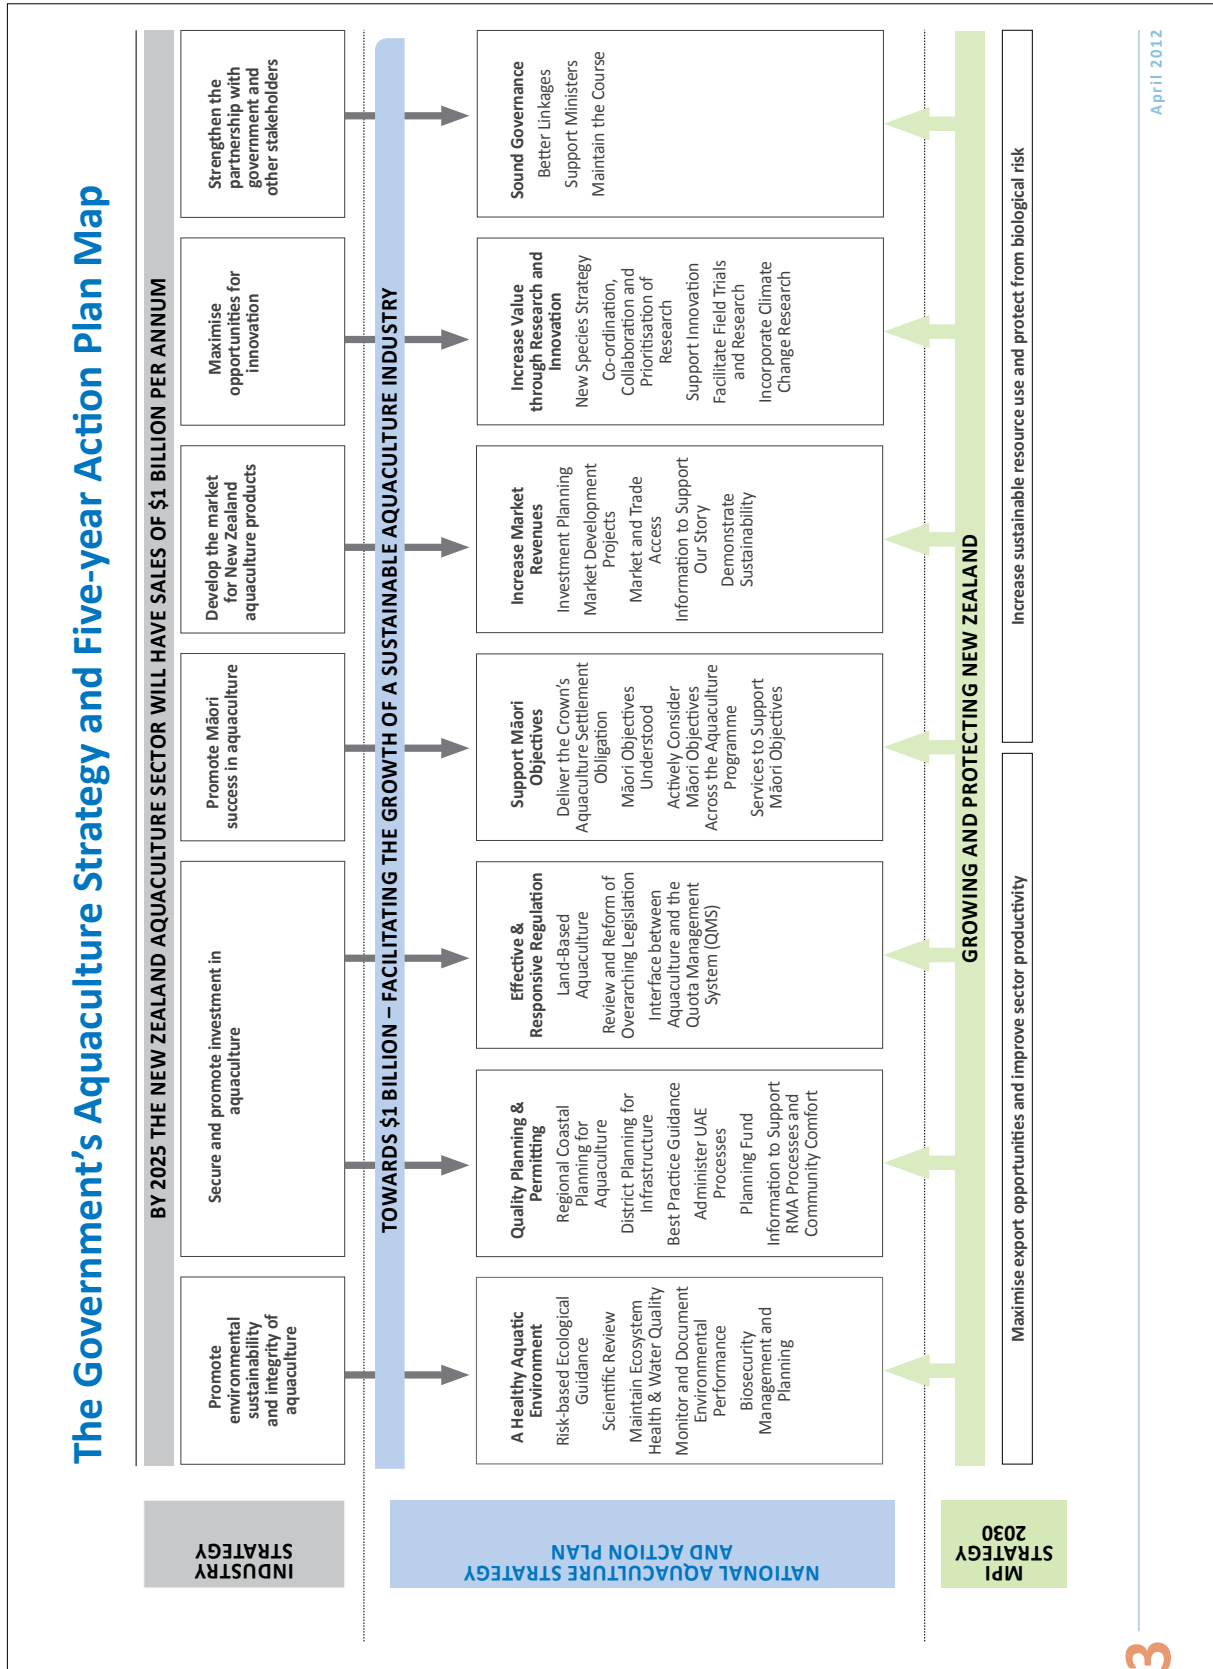 The Government's Aquaculture Strategy and Five-year Action Plan Map
INDUSTRY
STRATEGY
BY 2025 THE NEW ZEALAND AQUACULTURE SECTOR WILL HAVE SALES OF $1 BILLION PER ANNUM
Promote
environmental
sustainability
and integrity of
aquaculture
Secure and promote investment in
aquaculture
Promote Māori
success in aquaculture
Develop the market
for New Zealand
aquaculture products
Maximise
opportunities for
innovation
Strengthen the
partnership with
government and
other stakeholders
NATIONAL AQUACULTURE STRATEGY
AND ACTION PLAN
TOWARDS $1 BILLION – FACILITATING THE GROWTH OF A SUSTAINABLE AQUACULTURE INDUSTRY
A Healthy Aquatic
Environment
Risk-based Ecological
Guidance
Scientific Review
Maintain Ecosystem
Health & Water Quality
Monitor and Document
Environmental
Performance
Biosecurity
Management and
Planning
Quality Planning &
Permitting
Regional Coastal
Planning for
Aquaculture
District Planning for
Infrastructure
Best Practice Guidance
Administer UAE
Processes
Planning Fund
Information to Support
RMA Processes and
Community Comfort
Effective &
Responsive Regulation
Land-Based
Aquaculture
Review and Reform of
Overarching Legislation
Interface between
Aquaculture and the
Quota Management
System (QMS)
Support Māori
Objectives
Deliver the Crown's
Aquaculture Settlement
Obligation
Māori Objectives
Understood
Actively Consider
Māori Objectives
Across the Aquaculture
Programme
Services to Support
Māori Objectives
Increase Market
Revenues
Investment Planning
Market Development
Projects
Market and Trade
Access
Information to Support
Our Story
Demonstrate
Sustainability
Increase Value
through Research and
Innovation
New Species Strategy
Co-ordination,
Collaboration and
Prioritisation of
Research
Support Innovation
Facilitate Field Trials
and Research
Incorporate Climate
Change Research
Sound Governance
Better Linkages
Support Ministers
Maintain the Course
MPI
STRATEGY
2030
GROWING AND PROTECTING NEW ZEALAND
Maximise export opportunities and improve sector productivity
Increase sustainable resource use and protect from biological risk
3
April 2012